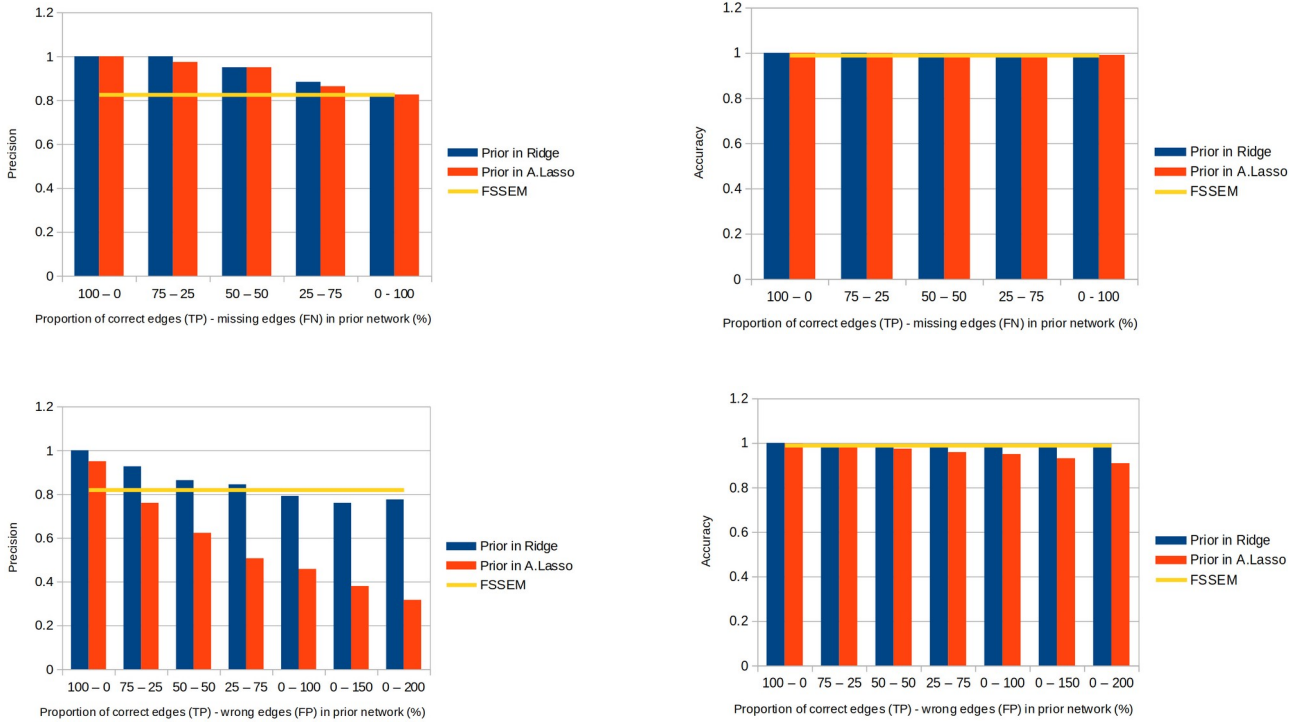 1.2
1
0.8
0.6
0.4
0.2
0
Precision
100 – 0 75 – 25 50 – 50 25 – 75 0 - 100
Proportion of correct edges (TP) - missing edges (FN) in prior network (%)
Prior in Ridge
Prior in A.Lasso
FSSEM
1.2
1
0.8
0.6
0.4
0.2
0
Accuracy
100 – 0 75 – 25 50 – 50 25 – 75 0 - 100
Proportion of correct edges (TP) - missing edges (FN) in prior network (%)
Prior in Ridge
Prior in A.Lasso
FSSEM
1.2
1
0.8
0.6
0.4
0.2
0
Precision
100 – 0 75 – 25 50 – 50 25 – 75 0 – 100 0 – 150 0 – 200
Proportion of correct edges (TP) - wrong edges (FP) in prior network (%)
Prior in Ridge
Prior in A.Lasso
FSSEM
1.2
1
0.8
0.6
0.4
0.2
0
Accuracy
100 – 0 75 – 25 50 – 50 25 – 75 0 – 100 0 – 150 0 – 200
Proportion of correct edges (TP) - wrong edges (FP) in prior network (%)
Prior in Ridge
Prior in A.Lasso
FSSEM